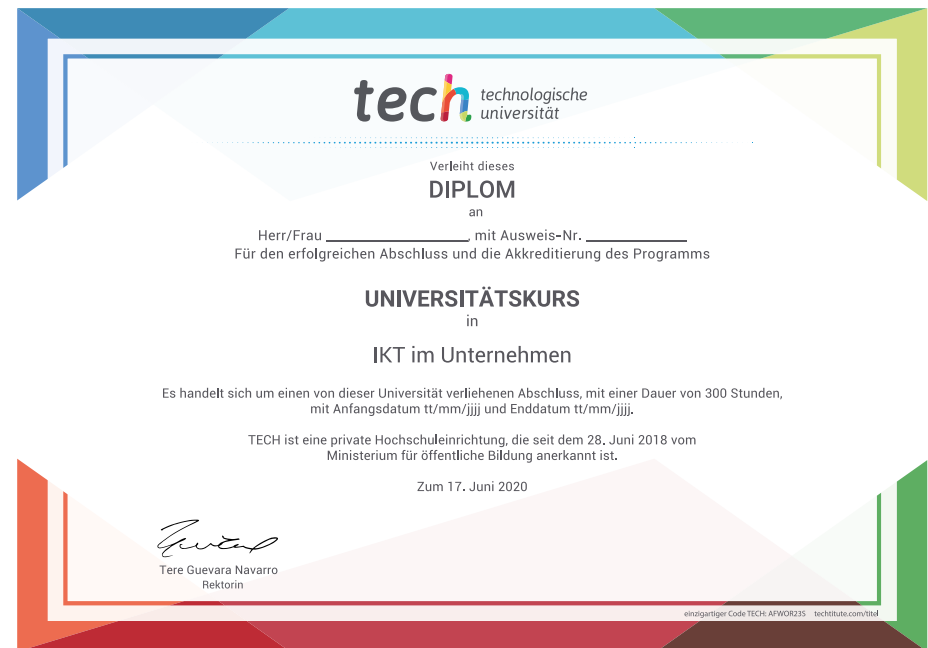 tech technologische
universität
Verleiht dieses
DIPLOM
an
Herr/Frau ____________, mit Ausweis-Nr. ____________
Für den erfolgreichen Abschluss und die Akkreditierung des Programms
UNIVERSITÄTSKURS
in
IKT im Unternehmen
Es handelt sich um einen von dieser Universität verliehenen Abschluss, mit einer Dauer von 300 Stunden,
mit Anfangsdatum tt/mm/jjjj und Enddatum tt/mm/jjjj.
TECH ist eine private Hochschuleinrichtung, die seit dem 28. Juni 2018 vom
Ministerium für öffentliche Bildung anerkannt ist.
Zum 17. Juni 2020
Tere Guevara Navarro
Rektorin
einzigartiger Code TECH: AFWOR23S techtitute.com/titel